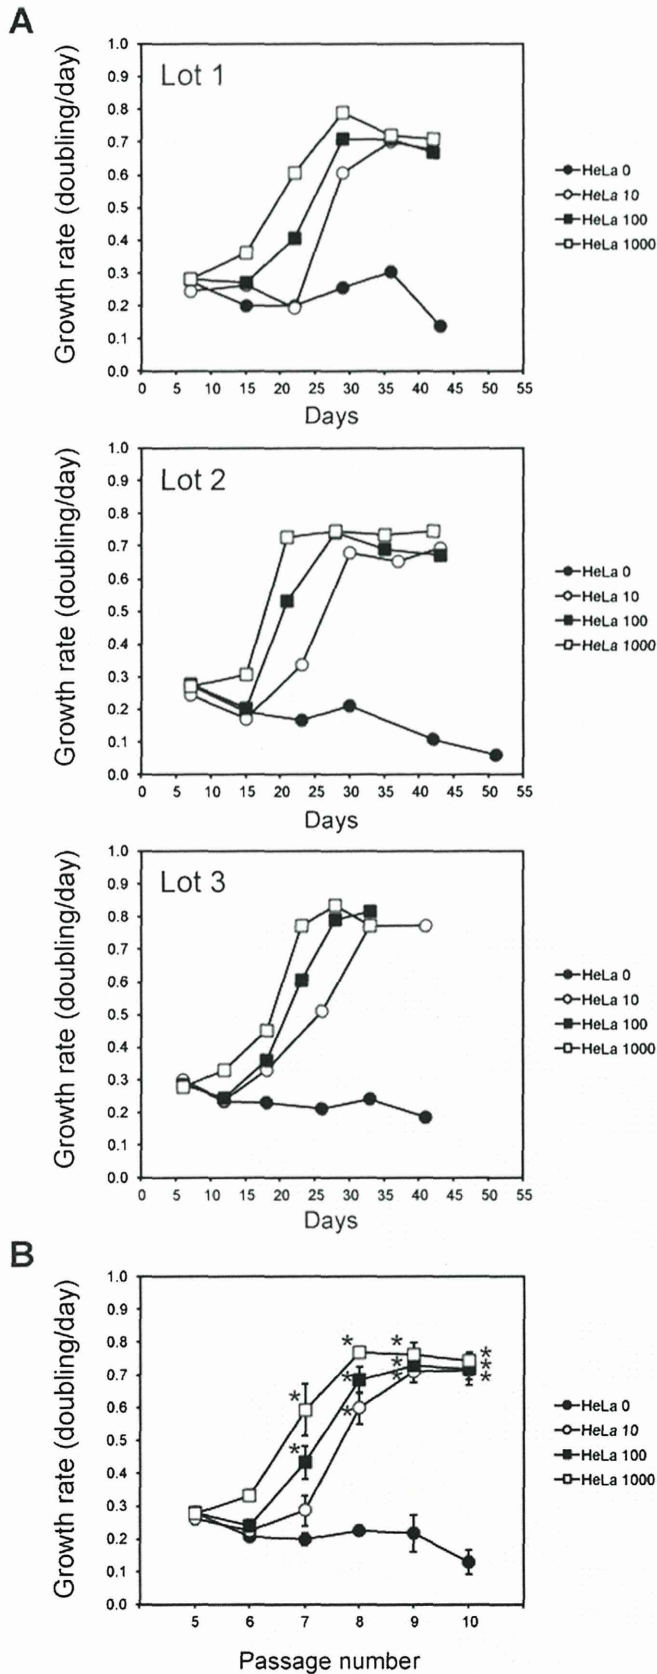 A
Lot 1
Growth rate (doubling/day)
1.0
0.9
0.8
0.7
0.6
0.5
0.4
0.3
0.2
0.1
0.0
0 5 10 15 20 25 30 35 40 45 50 55
Days
HeLa 0
HeLa 10
HeLa 100
HeLa 1000
Lot 2
Growth rate (doubling/day)
1.0
0.9
0.8
0.7
0.6
0.5
0.4
0.3
0.2
0.1
0.0
0 5 10 15 20 25 30 35 40 45 50 55
Days
HeLa 0
HeLa 10
HeLa 100
HeLa 1000
Lot 3
Growth rate (doubling/day)
1.0
0.9
0.8
0.7
0.6
0.5
0.4
0.3
0.2
0.1
0.0
0 5 10 15 20 25 30 35 40 45 50 55
Days
HeLa 0
HeLa 10
HeLa 100
HeLa 1000
B
Growth rate (doubling/day)
1.0
0.9
0.8
0.7
0.6
0.5
0.4
0.3
0.2
0.1
0.0
* * *
* * *
* * *
* *
5 6 7 8 9 10
Passage number
HeLa 0
HeLa 10
HeLa 100
HeLa 1000